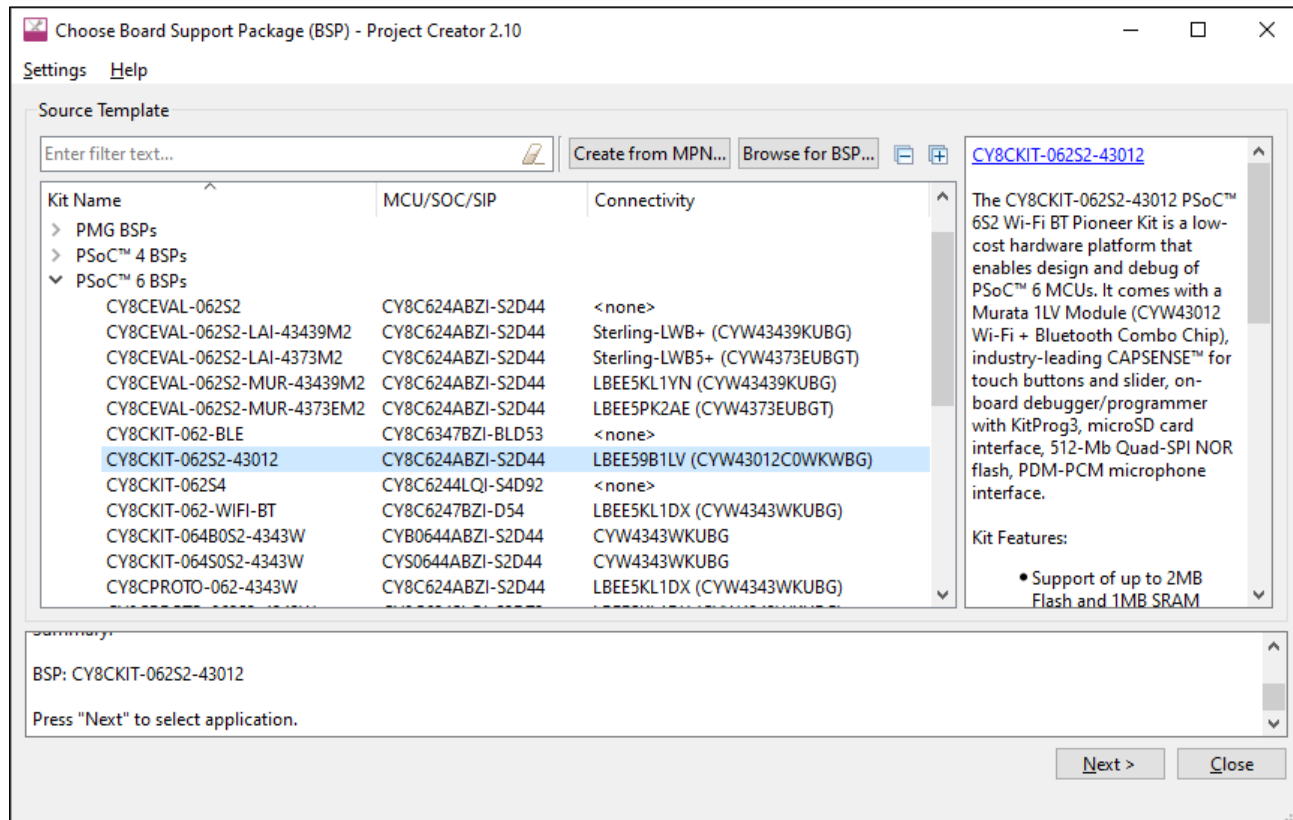 Choose Board Support Package (BSP) - Project Creator 2.10
Settings Help
Source Template
Enter filter text...
Create from MPN... Browse for BSP...
Kit Name MCU/SOC/SIP Connectivity
PMG BSPs
PSoC™ 4 BSPs
PSoC™ 6 BSPs
CY8CEVAL-062S2 CY8C624ABZI-S2D44 <none>
CY8CEVAL-062S2-LAI-43439M2 CY8C624ABZI-S2D44 Sterling-LWB+ (CYW43439KUBG)
CY8CEVAL-062S2-LAI-4373M2 CY8C624ABZI-S2D44 Sterling-LWB5+ (CYW4373EUBGT)
CY8CEVAL-062S2-MUR-43439M2 CY8C624ABZI-S2D44 LBEE5KL1YN (CYW43439KUBG)
CY8CEVAL-062S2-MUR-4373EM2 CY8C624ABZI-S2D44 LBEE5PK2AE (CYW4373EUBGT)
CY8CKIT-062-BLE CY8C6347BZI-BLD53 <none>
CY8CKIT-062S2-43012 CY8C624ABZI-S2D44 LBEE59B1LV (CYW43012C0WKWBG)
CY8CKIT-062S4 CY8C6244LQI-S4D92 <none>
CY8CKIT-062-WIFI-BT CY8C6247BZI-D54 LBEE5KL1DX (CYW4343WKUBG)
CY8CKIT-064B0S2-4343W CYB0644ABZI-S2D44 CYW4343WKUBG
CY8CKIT-064S0S2-4343W CYS0644ABZI-S2D44 CYW4343WKUBG
CY8CPROTO-062-4343W CY8C624ABZI-S2D44 LBEE5KL1DX (CYW4343WKUBG)
CY8CKIT-062S2-43012
The CY8CKIT-062S2-43012 PSoC™
6S2 Wi-Fi BT Pioneer Kit is a low-
cost hardware platform that
enables design and debug of
PSoC™ 6 MCUs. It comes with a
Murata 1LV Module (CYW43012
Wi-Fi + Bluetooth Combo Chip),
industry-leading CAPSENSE™ for
touch buttons and slider, on-
board debugger/programmer
with KitProg3, microSD card
interface, 512-Mb Quad-SPI NOR
flash, PDM-PCM microphone
interface.
Kit Features:
• Support of up to 2MB
Flash and 1MB SRAM
Summary:
BSP: CY8CKIT-062S2-43012
Press "Next" to select application.
Next > Close